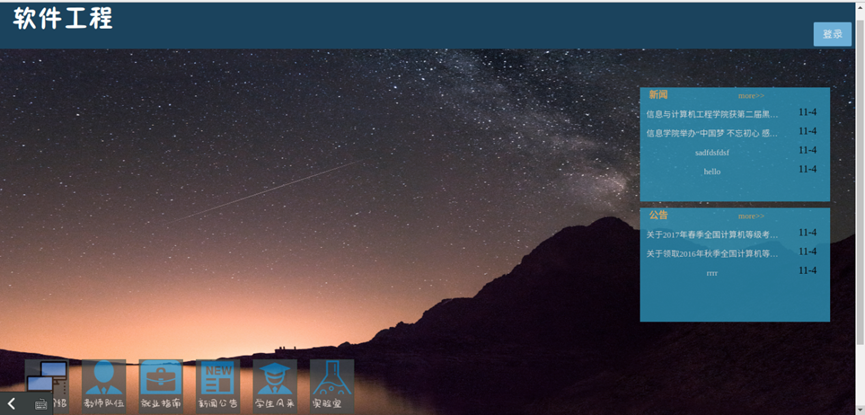 软件工程
登录
新闻 more>>
信息与计算机工程学院获第二届黑… 11-4
信息学院举办“中国梦 不忘初心 感… 11-4
sadfdsfdsf 11-4
hello 11-4
公告 more>>
关于2017年春季全国计算机等级考… 11-4
关于领取2016年秋季全国计算机等… 11-4
rrrr 11-4
教师队伍 就业指南 新闻公告 学生风采 实验室
NEW